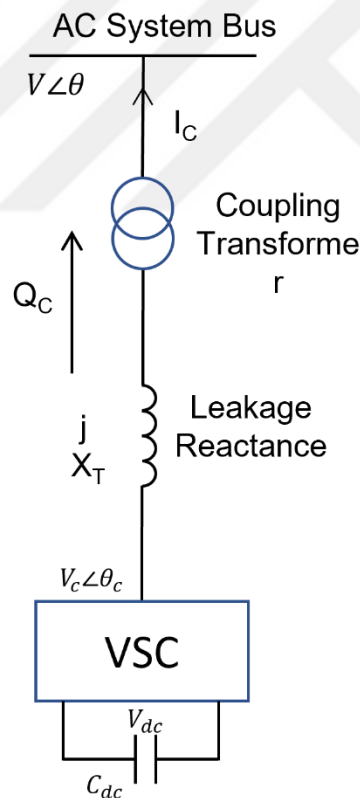 AC System Bus
V∠θ
I_C
Coupling
Transforme
r
Q_C
Leakage
Reactance
j
X_T
V_c∠θ_c
VSC
V_dc
C_dc